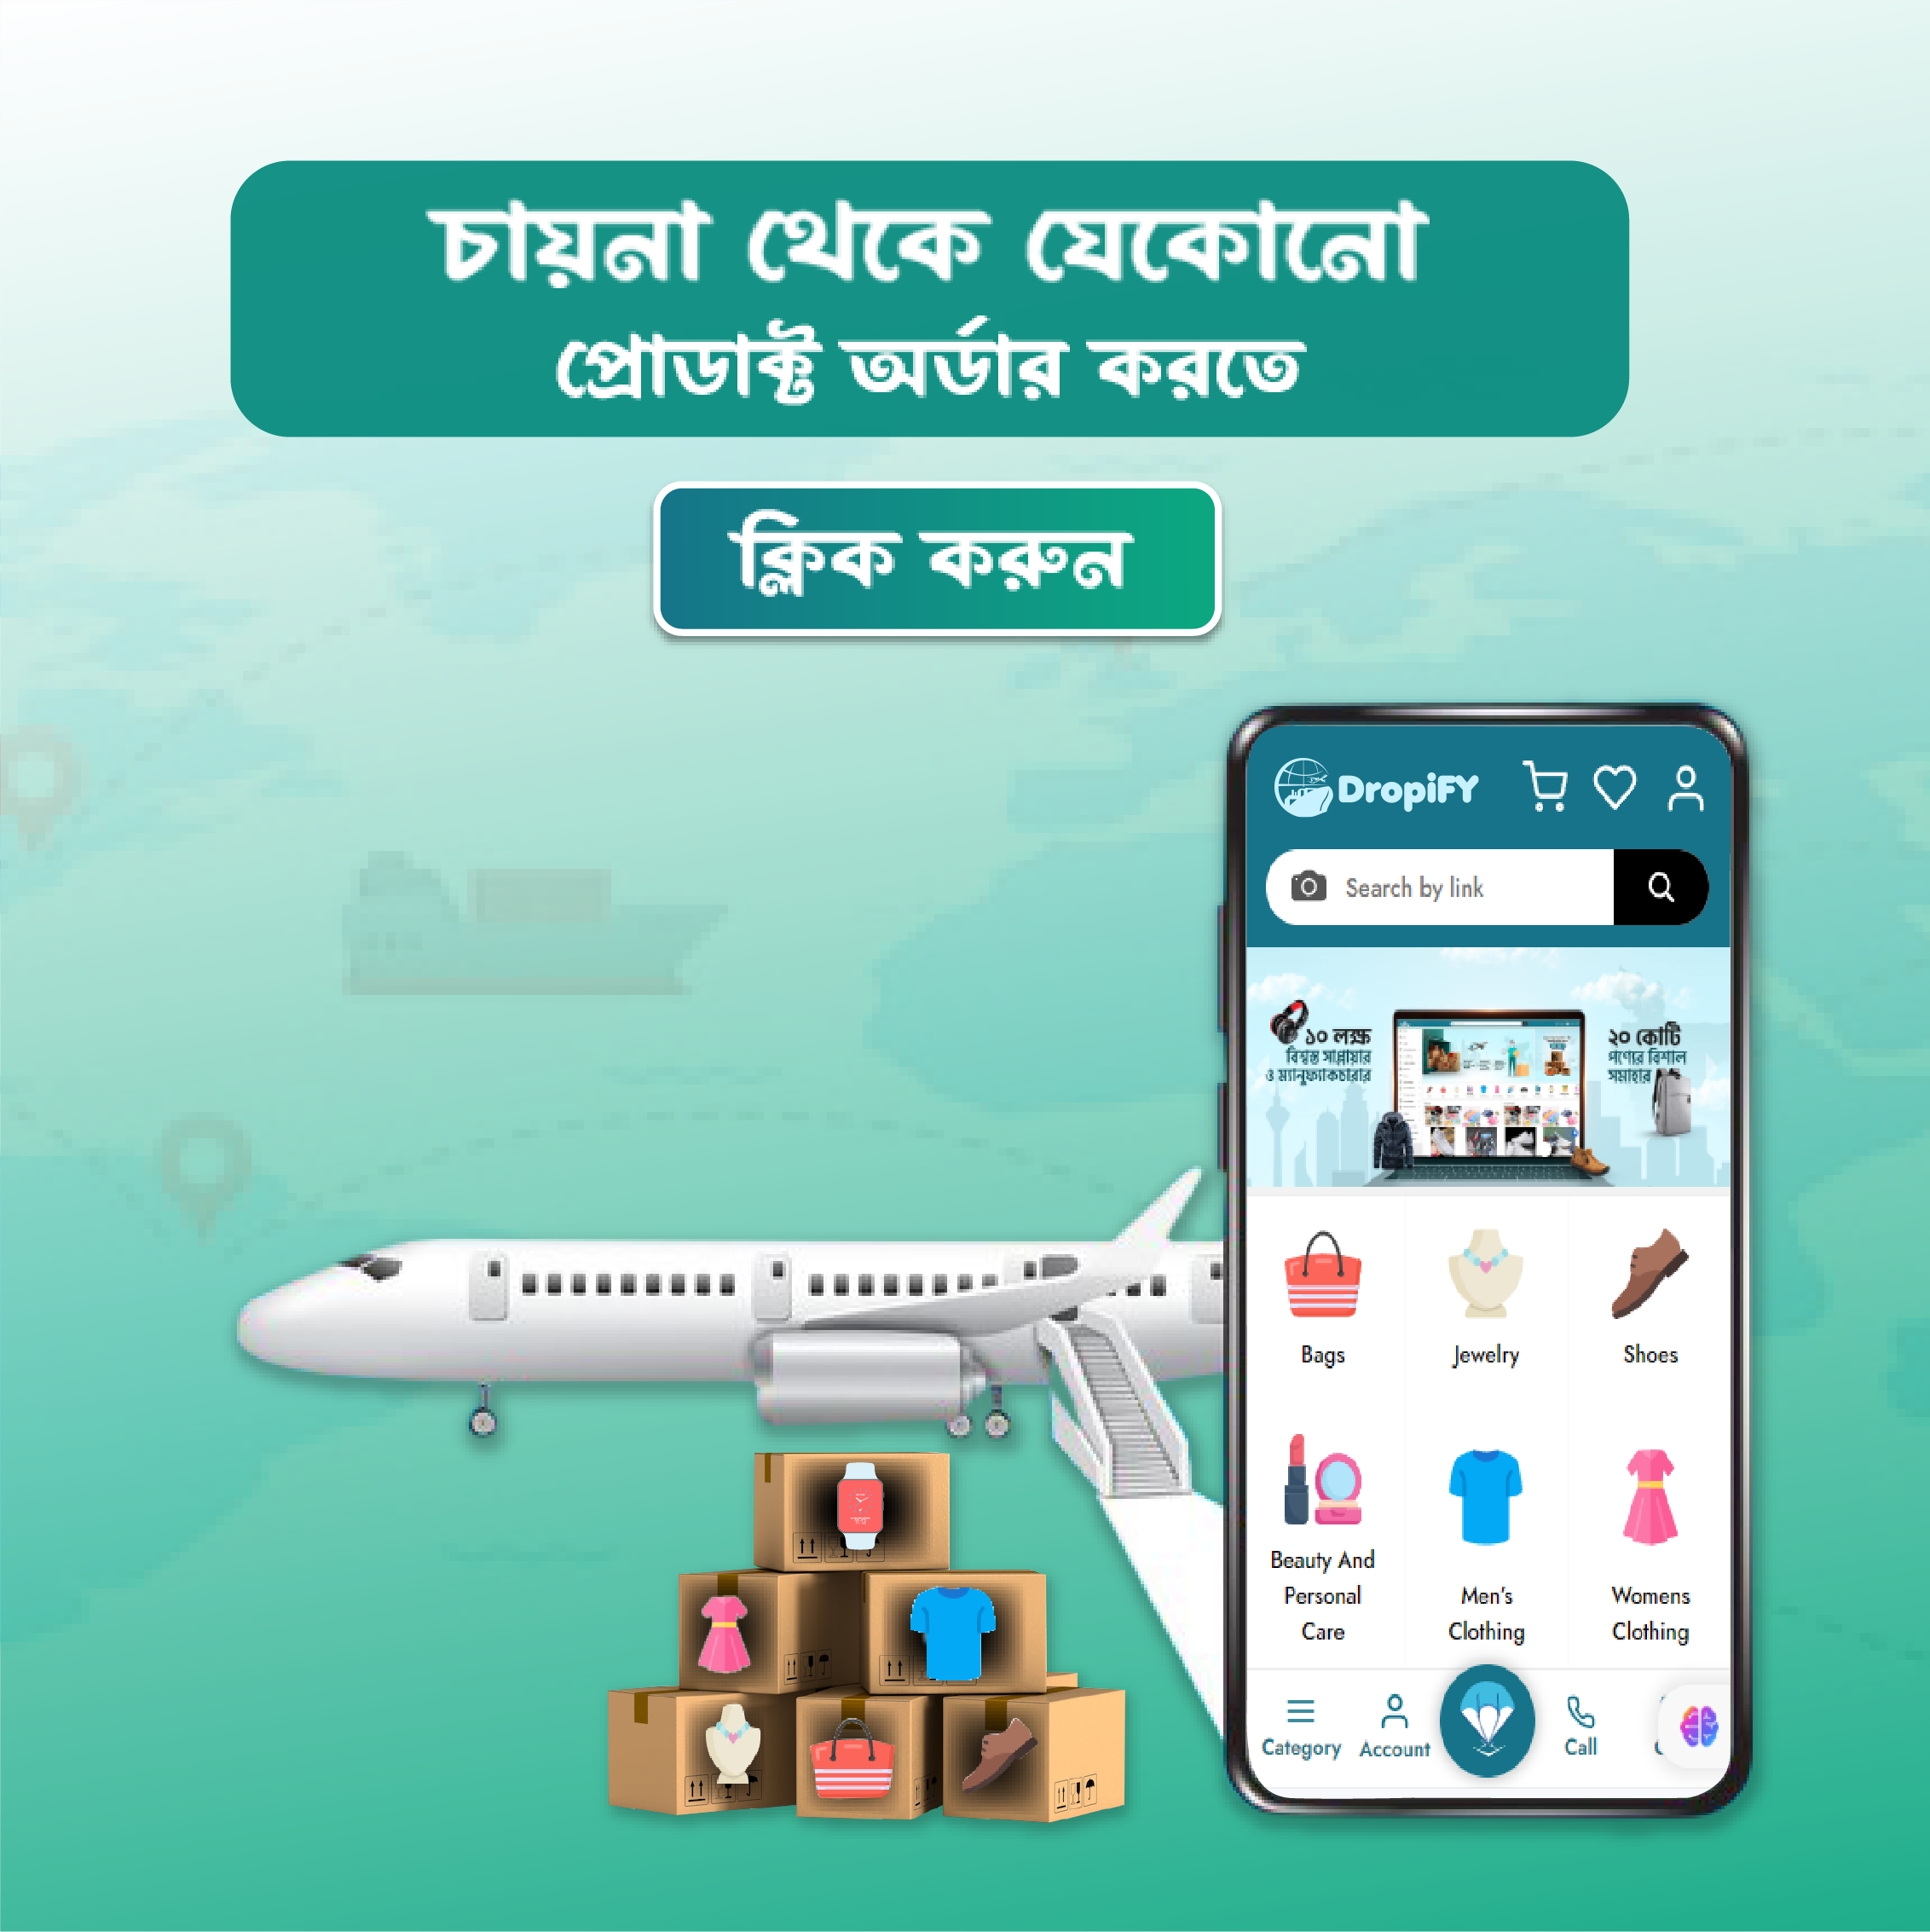 চায়না থেকে যেকোনো
প্রোডাক্ট অর্ডার করতে
ক্লিক করুন
DropiFY
Search by link
১০ লক্ষ
বিশ্বস্ত সাপ্লায়ার
ও ম্যানুফ্যাকচারার
২০ কোটি
পণ্যের বিশাল
সমাহার
Bags
Jewelry
Shoes
Beauty And
Personal
Care
Men's
Clothing
Womens
Clothing
Category
Account
Call